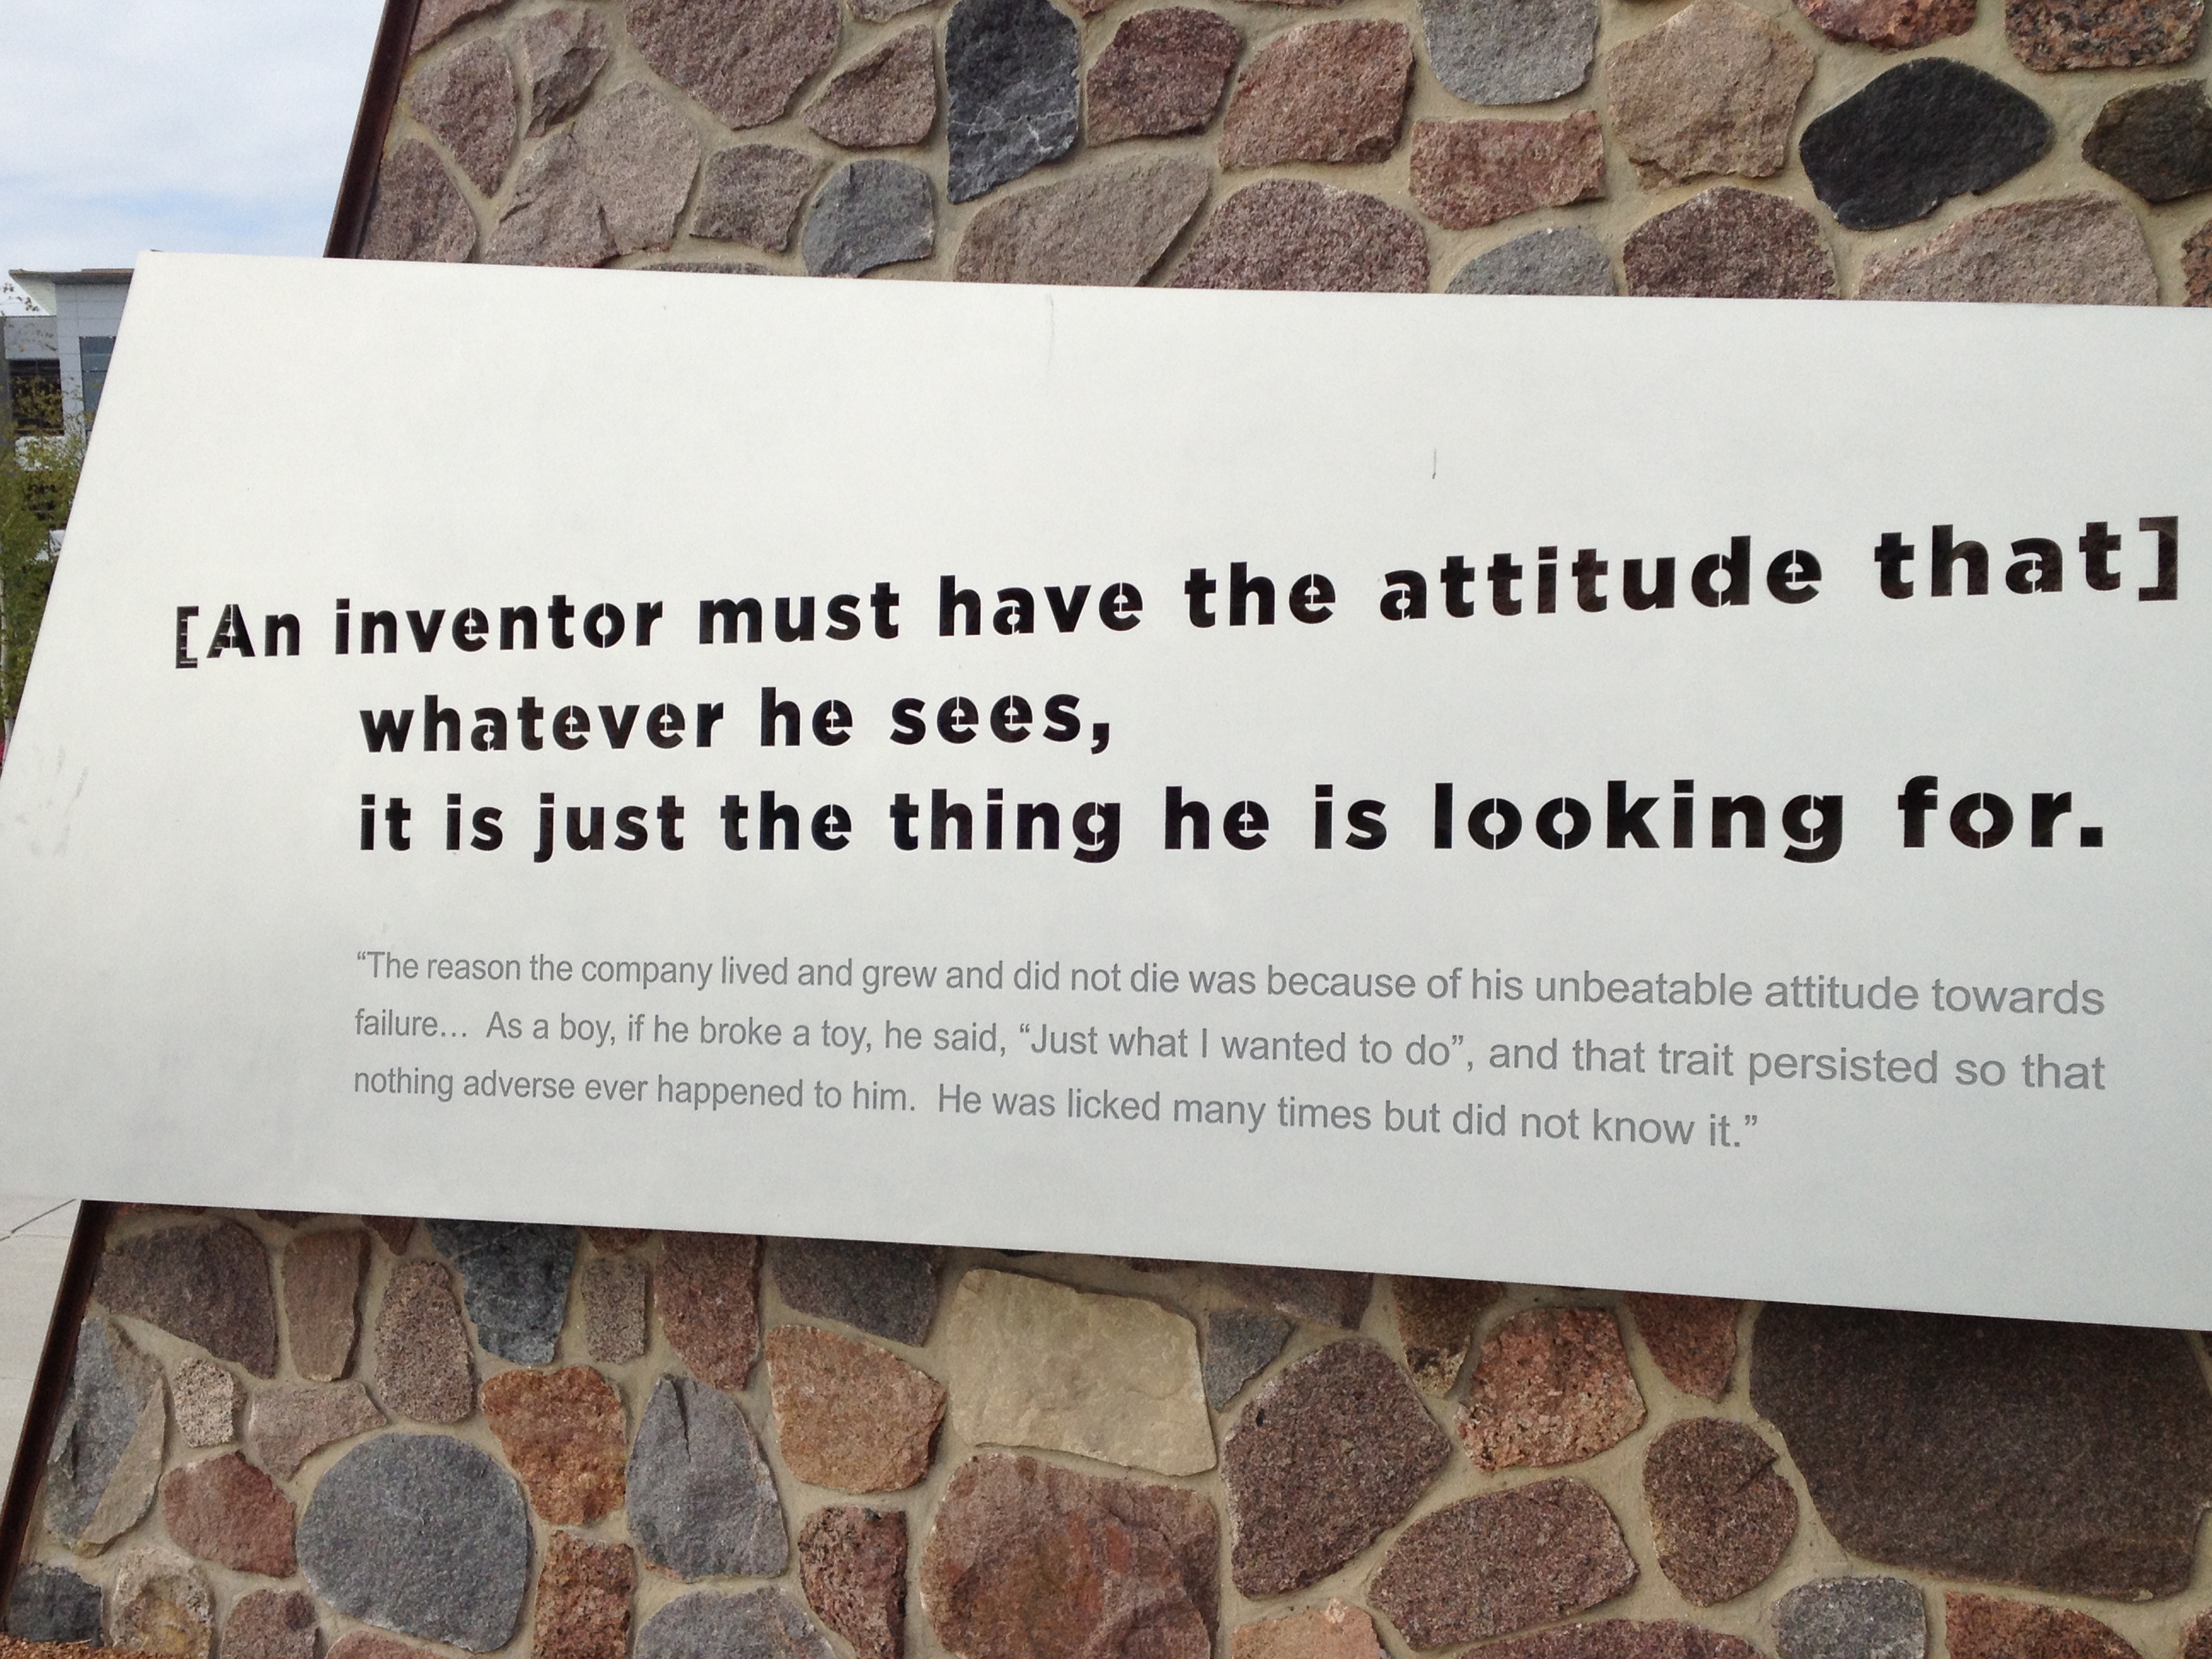 [An inventor must have the attitude that]
whatever he sees,
it is just the thing he is looking for.
“The reason the company lived and grew and did not die was because of his unbeatable attitude towards
failure… As a boy, if he broke a toy, he said, “Just what I wanted to do”, and that trait persisted so that
nothing adverse ever happened to him. He was licked many times but did not know it.”